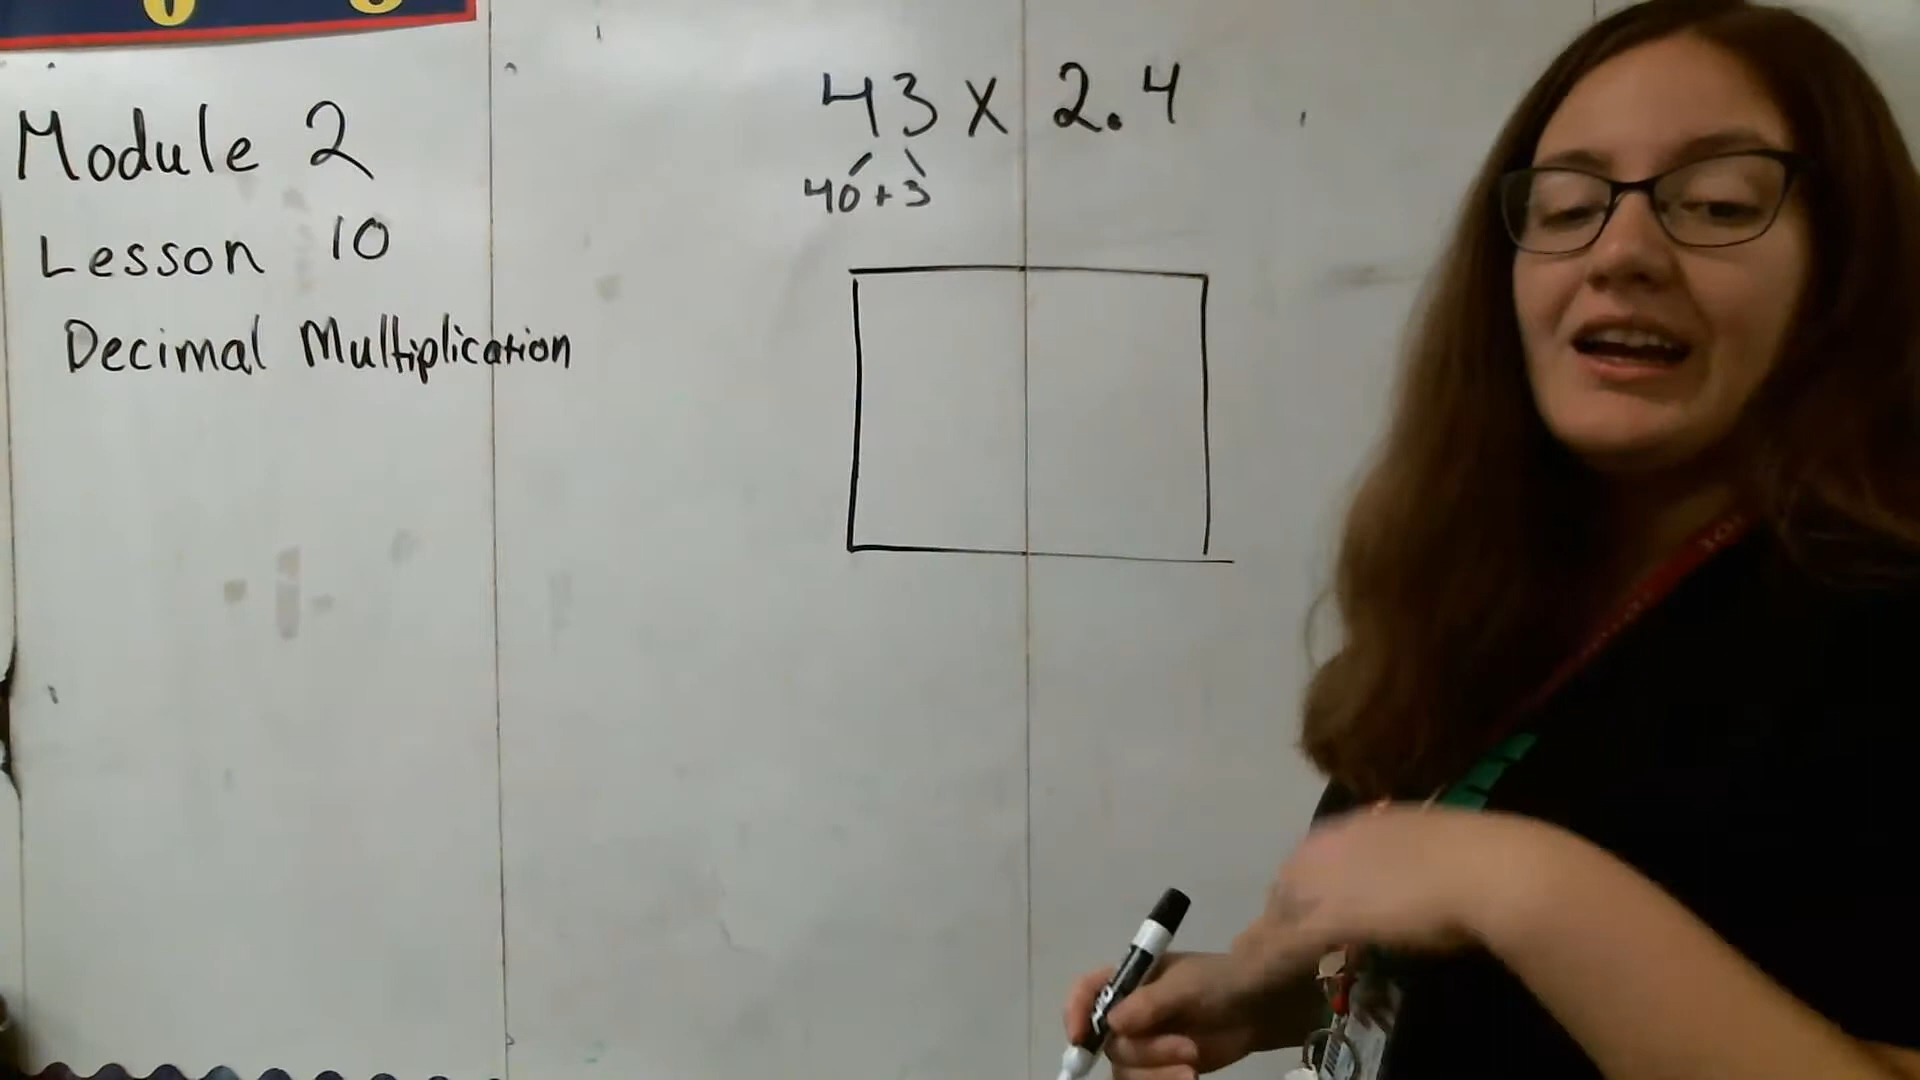 Module 2
Lesson 10
Decimal Multiplication
43 x 2.4
40+3